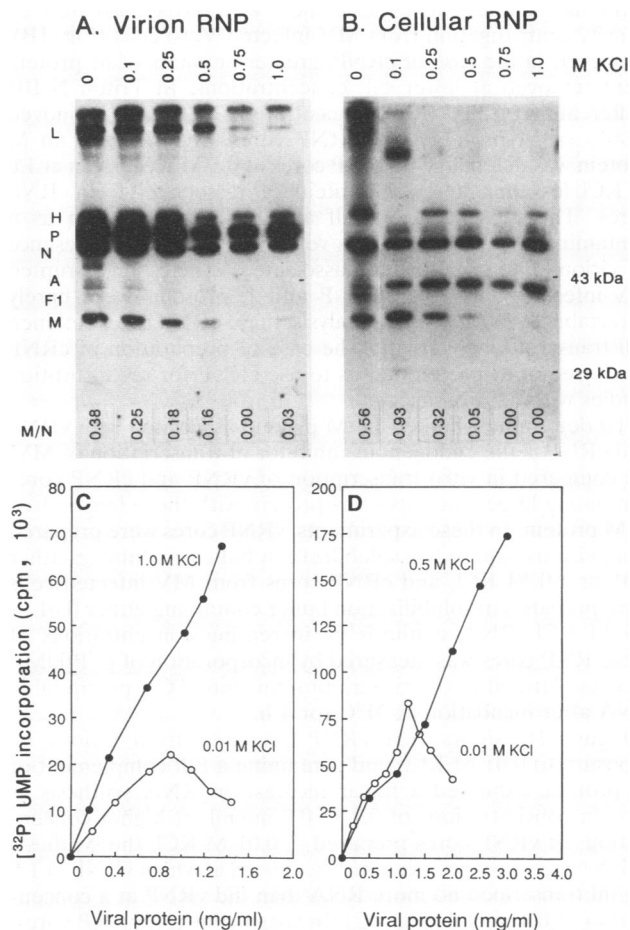 A. Virion RNP
B. Cellular RNP
0 0.1 0.25 0.5 0.75 1.0
0 0.1 0.25 0.5 0.75 1.0 M KCl
L
H
P
N
A
F1
M
43 kDa
29 kDa
M/N 0.38 0.25 0.18 0.16 0.00 0.03
0.56 0.93 0.32 0.05 0.00 0.00
[³²P] UMP incorporation (cpm, 10³)
C
80
70
60
50
40
30
20
10
0
1.0 M KCl
0.01 M KCl
0 0.4 0.8 1.2 1.6 2.0
Viral protein (mg/ml)
D
200
175
150
125
100
75
50
25
0
0.5 M KCl
0.01 M KCl
0 0.5 1.0 1.5 2.0 2.5 3.0 3.5 4.0
Viral protein (mg/ml)